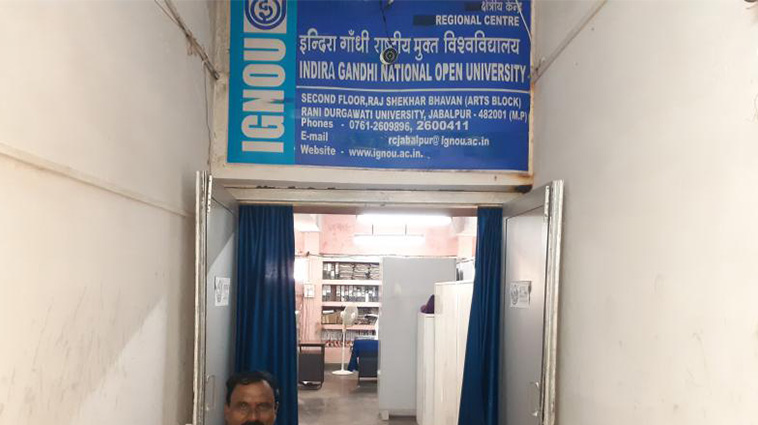 क्षेत्रीय केन्द्र
REGIONAL CENTRE
IGNOU
इन्दिरा गाँधी राष्ट्रीय मुक्त विश्वविद्यालय
INDIRA GANDHI NATIONAL OPEN UNIVERSITY
SECOND FLOOR,RAJ SHEKHAR BHAVAN (ARTS BLOCK)
RANI DURGAWATI UNIVERSITY, JABALPUR - 482001 (M.P)
Phones - 0761-2609896, 2600411
E-mail rcjabalpur@ignou.ac.in
Website - www.ignou.ac.in.